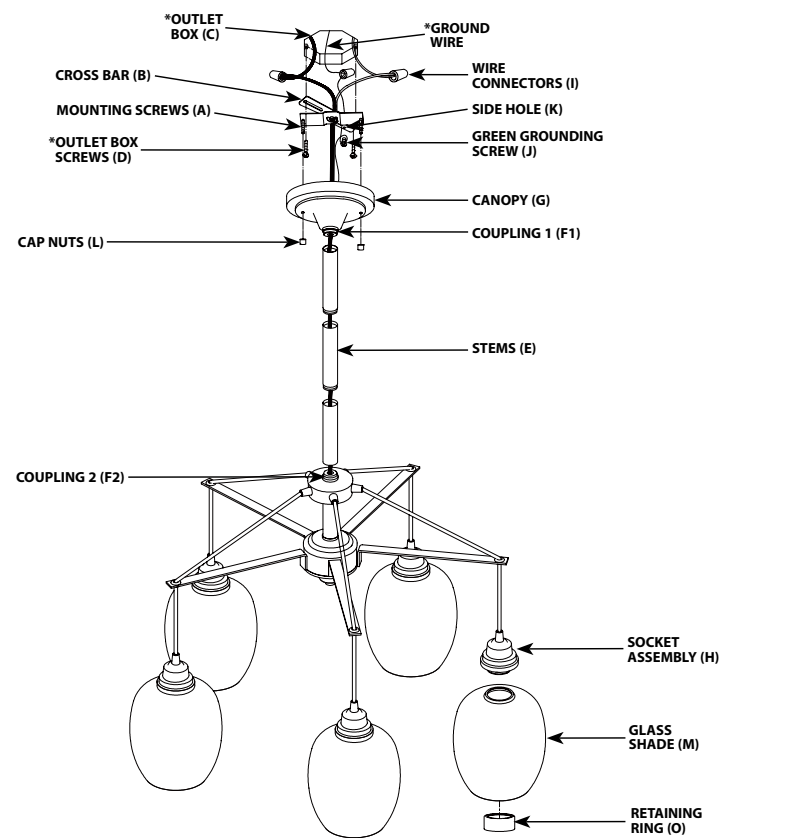 *OUTLET
BOX (C)
*GROUND
WIRE
CROSS BAR (B)
WIRE
CONNECTORS (I)
MOUNTING SCREWS (A)
SIDE HOLE (K)
*OUTLET BOX
SCREWS (D)
GREEN GROUNDING
SCREW (J)
CANOPY (G)
CAP NUTS (L)
COUPLING 1 (F1)
STEMS (E)
COUPLING 2 (F2)
SOCKET
ASSEMBLY (H)
GLASS
SHADE (M)
RETAINING
RING (O)